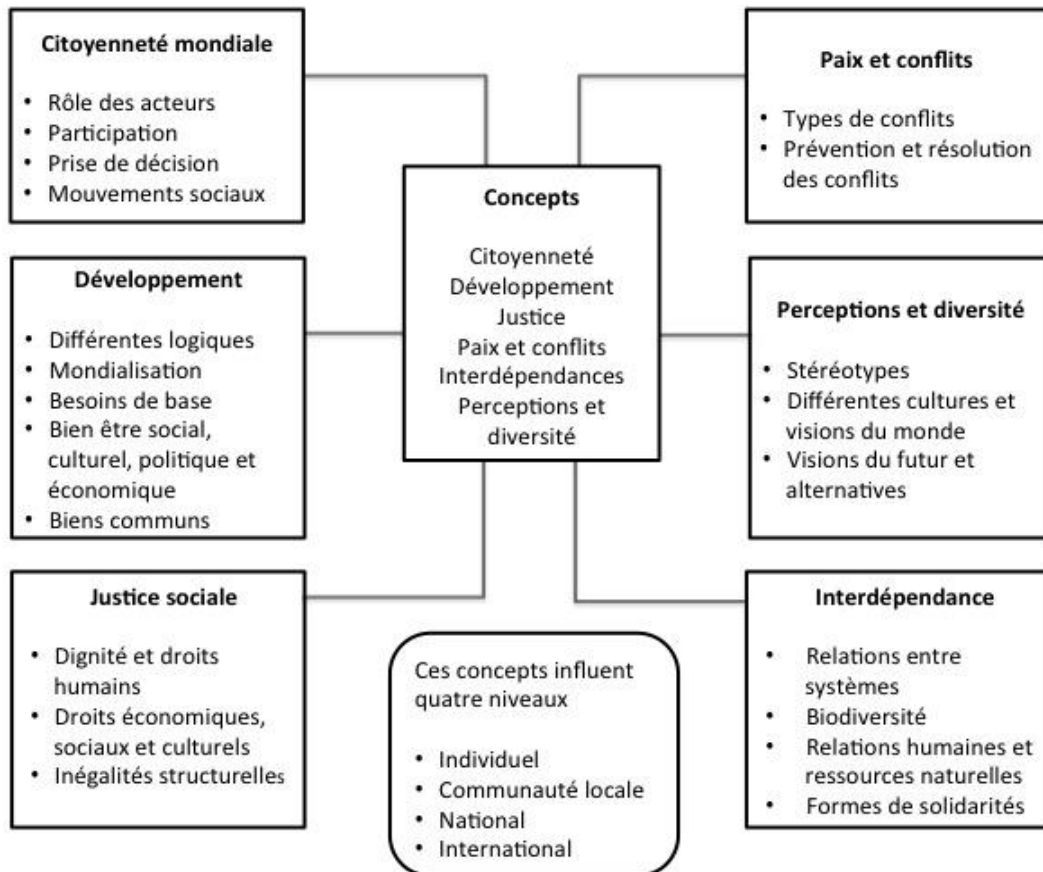 Citoyenneté mondiale
• Rôle des acteurs
• Participation
• Prise de décision
• Mouvements sociaux
Développement
• Différentes logiques
• Mondialisation
• Besoins de base
• Bien être social,
culturel, politique et
économique
• Biens communs
Justice sociale
• Dignité et droits
humains
• Droits économiques,
sociaux et culturels
• Inégalités structurelles
Concepts
Citoyenneté
Développement
Justice
Paix et conflits
Interdépendances
Perceptions et
diversité
Ces concepts influent
quatre niveaux
• Individuel
• Communauté locale
• National
• International
Paix et conflits
• Types de conflits
• Prévention et résolution
des conflits
Perceptions et diversité
• Stéréotypes
• Différentes cultures et
visions du monde
• Visions du futur et
alternatives
Interdépendance
• Relations entre
systèmes
• Biodiversité
• Relations humaines et
ressources naturelles
• Formes de solidarités